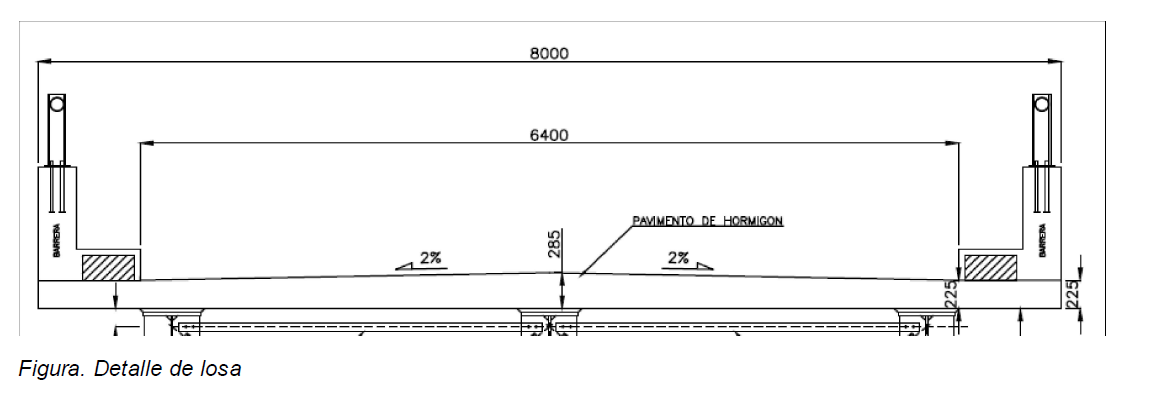 8000
6400
PAVIMENTO DE HORMIGON
BARRERA
2%
285
2%
BARRERA
225
225
Figura. Detalle de losa